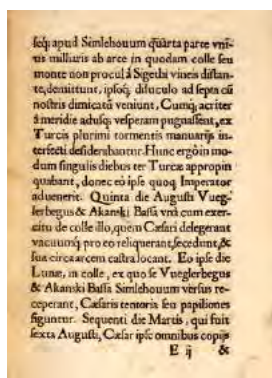 seq; apud Simlehouum quarta parte vni⸗
us milliaris ab arce in quodam colle seu
monte non procul à Sigethi vineis distan⸗
te, demittunt, ipsoq; diluculo ad septa cũ
nostris dimicatũ veniunt, Cumq; acriter
à meridie adusq; vesperam pugnassent, ex
Turcis plurimi tormentis manuarijs in⸗
terfecti desiderabantur. Hunc ergò in mo⸗
dum singulis diebus ter Turcæ appropin
quabant, donec eò ipse quoq; Imperator
aduenerit. Quinta die Augusti Vueg⸗
lerbegus & Akanski Bassa vnà cum exer⸗
citu de colle illo, quem Cæsari delegerant
vacuumq; pro eo reliquerant, secedunt, &
sua circa arcem castra locant. Eo ipse die
Lunæ, in colle, ex quo se Vueglerbegus
& Akanski Bassa Simlehouum versus re⸗
ceperant, Cæsaris tentoria seu papiliones
figuntur. Sequenti die Martis, qui fuit
sexta Augusti, Cæsar ipse omnibus copijs
E ij &